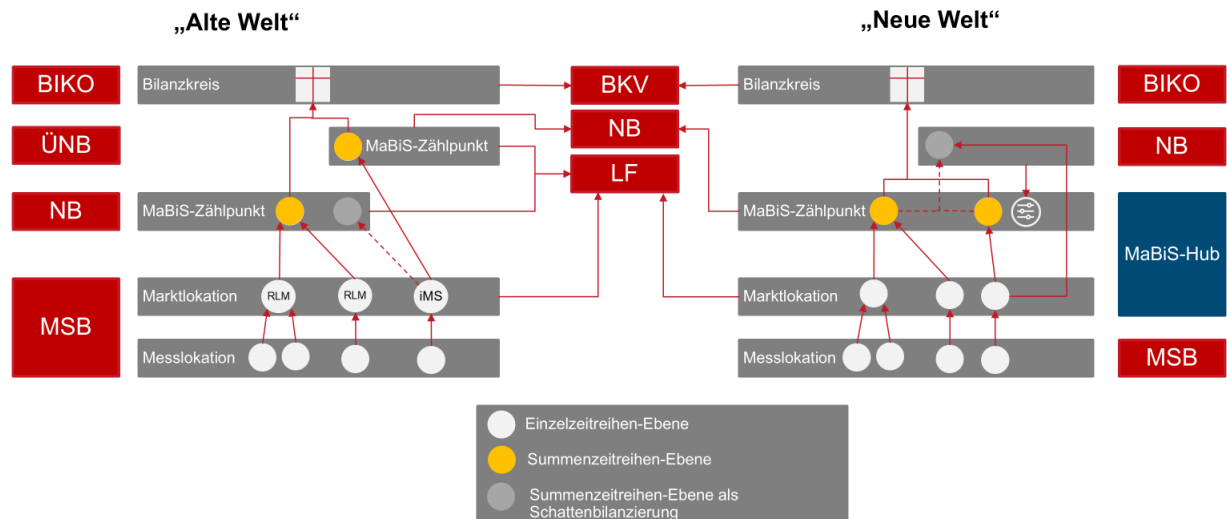 „Alte Welt“
„Neue Welt“
BIKO
Bilanzkreis
BKV
Bilanzkreis
BIKO
ÜNB
MaBiS-Zählpunkt
NB
NB
LF
NB
MaBiS-Zählpunkt
MaBiS-Zählpunkt
MaBiS-Hub
MSB
Marktlokation
RLM
RLM
iMS
Marktlokation
Messlokation
Messlokation
MSB
Einzelzeitreihen-Ebene
Summenzeitreihen-Ebene
Summenzeitreihen-Ebene als
Schattenbilanzierung